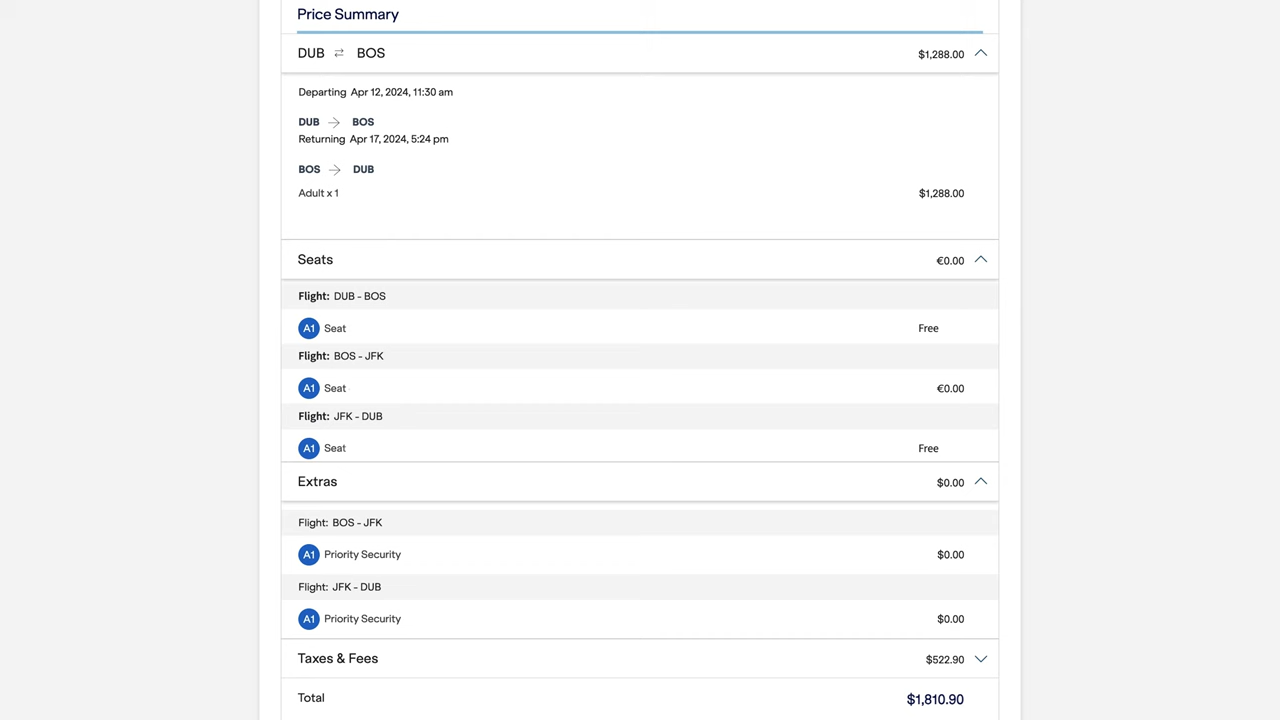 Price Summary
DUB ⇄ BOS $1,288.00
Departing Apr 12, 2024, 11:30 am
DUB → BOS
Returning Apr 17, 2024, 5:24 pm
BOS → DUB
Adult x 1 $1,288.00
Seats €0.00
Flight: DUB - BOS
A1 Seat Free
Flight: BOS - JFK
A1 Seat €0.00
Flight: JFK - DUB
A1 Seat Free
Extras $0.00
Flight: BOS - JFK
A1 Priority Security $0.00
Flight: JFK - DUB
A1 Priority Security $0.00
Taxes & Fees $522.90
Total $1,810.90